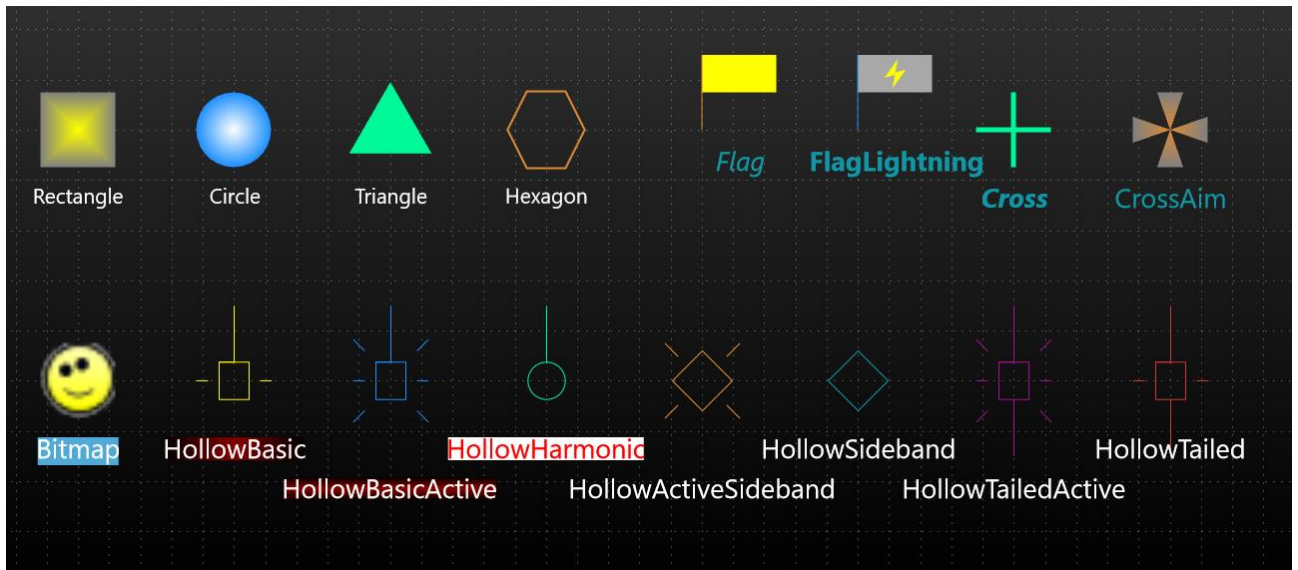 Rectangle
Circle
Triangle
Hexagon
Flag
FlagLightning
Cross
CrossAim
Bitmap
HollowBasic
HollowBasicActive
HollowHarmonic
HollowActiveSideband
HollowSideband
HollowTailedActive
HollowTailed